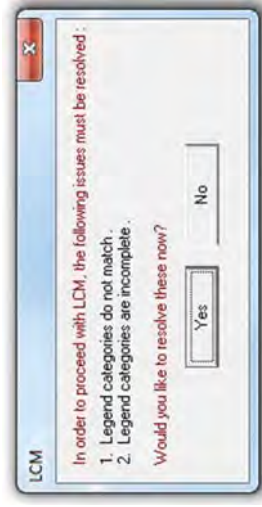 LCM
In order to proceed with LCM, the following issues must be resolved :
1. Legend categories do not match .
2. Legend categories are incomplete .
Would you like to resolve these now?
Yes
No